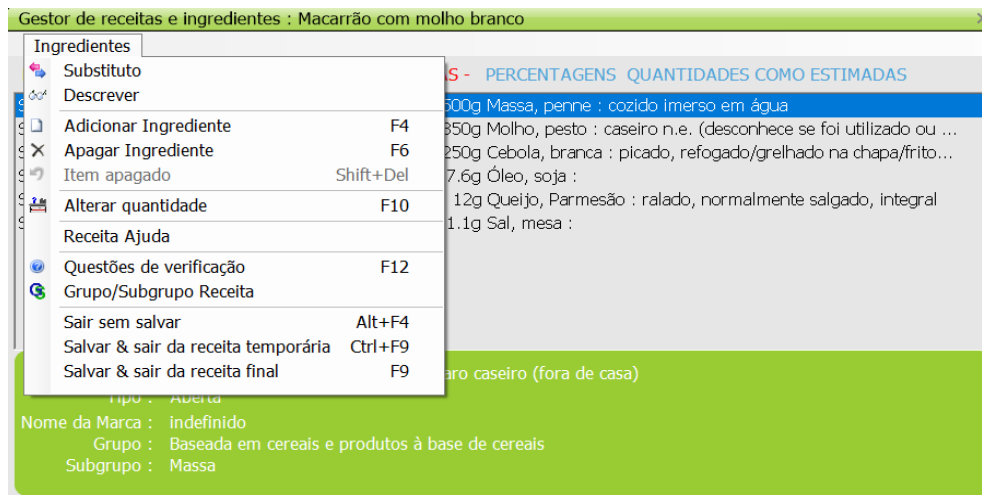 Gestor de receitas e ingredientes : Macarrão com molho branco
Ingredientes
Substituto
Descrever
Adicionar Ingrediente F4
Apagar Ingrediente F6
Item apagado Shift+Del
Alterar quantidade F10
Receita Ajuda
Questões de verificação F12
Grupo/Subgrupo Receita
Sair sem salvar Alt+F4
Salvar & sair da receita temporária Ctrl+F9
Salvar & sair da receita final F9
- PERCENTAGENS QUANTIDADES COMO ESTIMADAS
Massa, penne : cozido imerso em água
Molho, pesto : caseiro n.e. (desconhece se foi utilizado ou ...
Cebola, branca : picado, refogado/grelhado na chapa/frito...
7.6g Óleo, soja :
12g Queijo, Parmesão : ralado, normalmente salgado, integral
1.1g Sal, mesa :
caseiro (fora de casa)
Tipo : Aberta
Nome da Marca : indefinido
Grupo : Baseada em cereais e produtos à base de cereais
Subgrupo : Massa